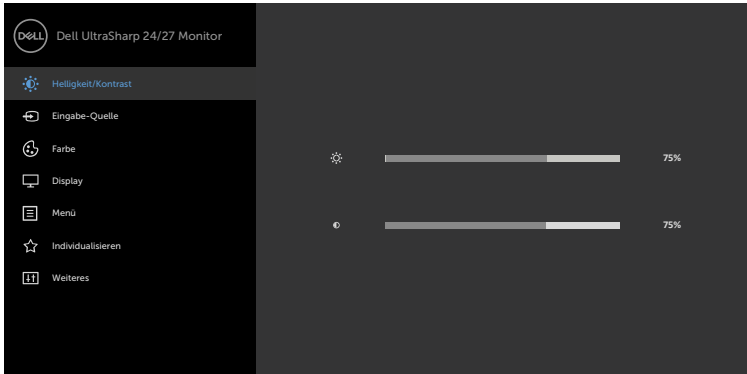 DELL
Dell UltraSharp 24/27 Monitor
Helligkeit/Kontrast
Eingabe-Quelle
Farbe
Display
Menü
Individualisieren
Weiteres
75%
75%